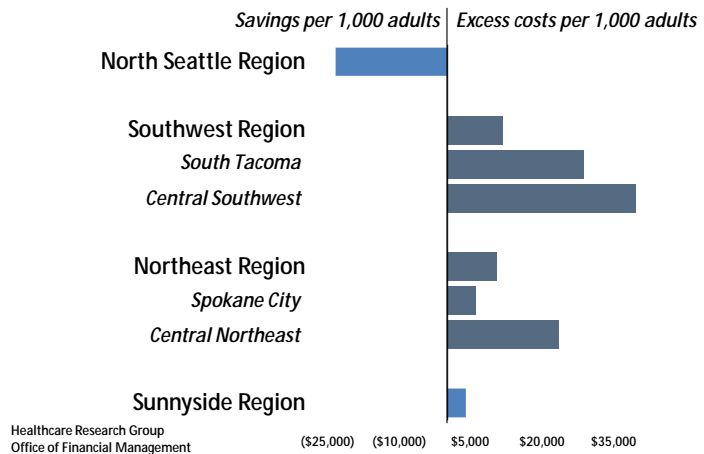 Savings per 1,000 adults Excess costs per 1,000 adults
North Seattle Region
Southwest Region
South Tacoma
Central Southwest
Northeast Region
Spokane City
Central Northeast
Sunnyside Region
Healthcare Research Group
Office of Financial Management
($25,000) ($10,000) $5,000 $20,000 $35,000